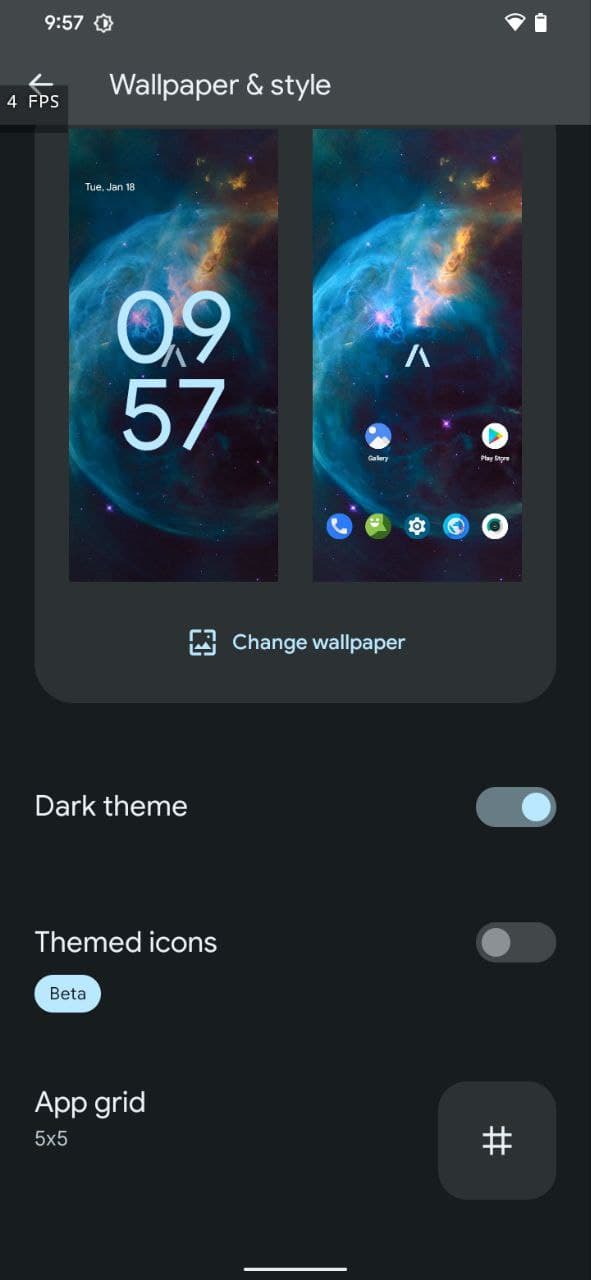 9:57
Wallpaper & style
4 FPS
Tue, Jan 18
09
57
Gallery
Play Store
Change wallpaper
Dark theme
Themed icons
Beta
App grid
5x5